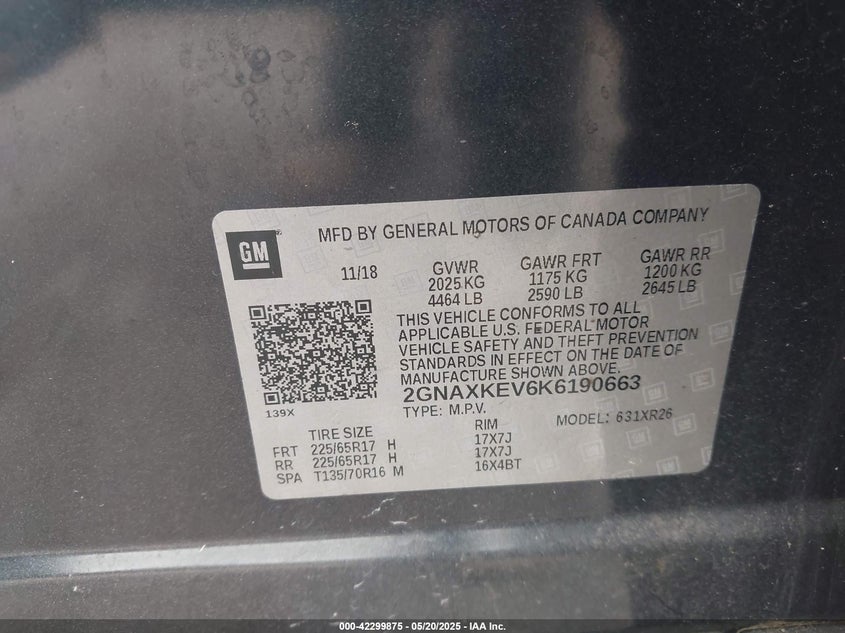 GM
MFD BY GENERAL MOTORS OF CANADA COMPANY
11/18
GVWR
2025 KG
4464 LB
GAWR FRT
1175 KG
2590 LB
GAWR RR
1200 KG
2645 LB
THIS VEHICLE CONFORMS TO ALL
APPLICABLE U.S. FEDERAL MOTOR
VEHICLE SAFETY AND THEFT PREVENTION
STANDARDS IN EFFECT ON THE DATE OF
MANUFACTURE SHOWN ABOVE.
2GNAXKEV6K6190663
TYPE: M.P.V.
MODEL: 631XR26
139X
TIRE SIZE
RIM
FRT 225/65R17 H 17X7J
RR 225/65R17 H 17X7J
SPA T135/70R16 M 16X4BT
000-42299875 - 05/20/2025 - IAA Inc.